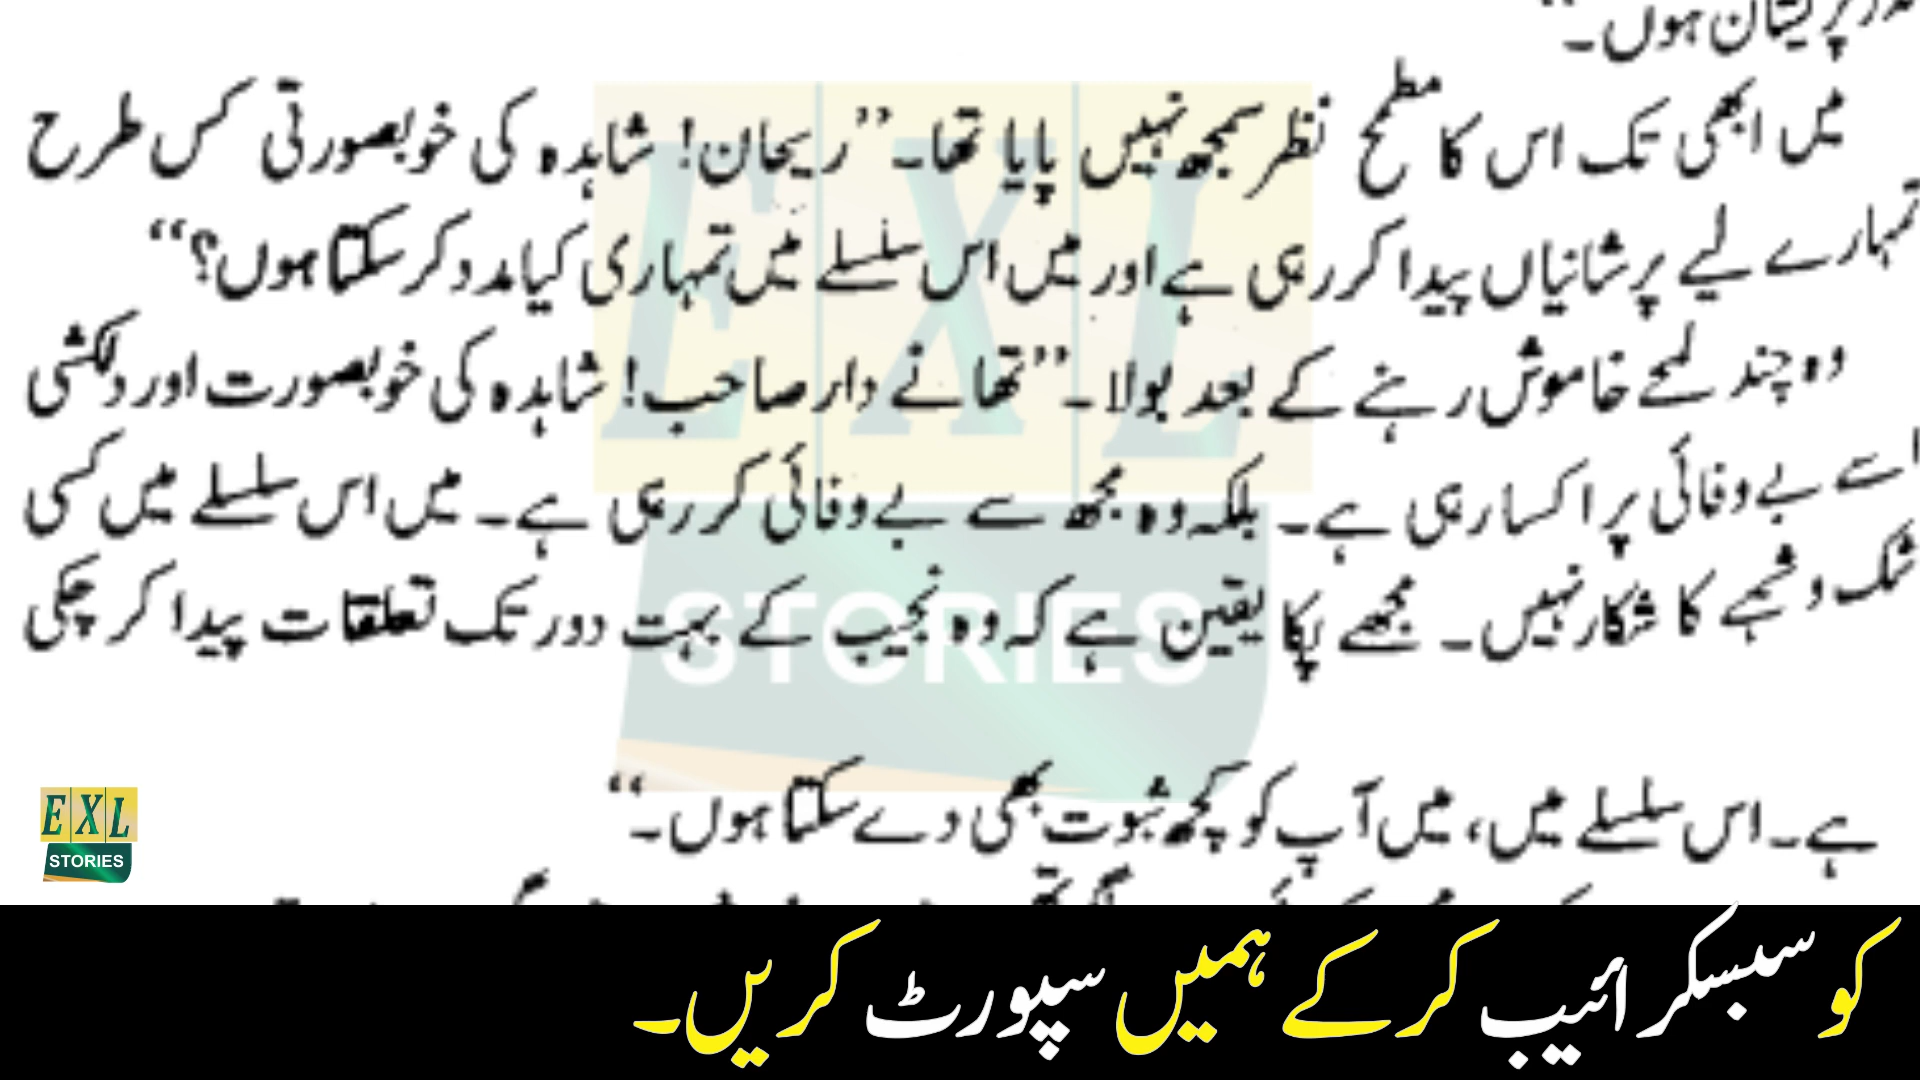 پریشان ہوں۔“
میں ابھی تک اس کا مطمح نظر سمجھ نہیں پایا تھا۔ ”ریحان! شاہدہ کی خوبصورتی کس طرح
تمہارے لیے پرشانیاں پیدا کر رہی ہے اور میں اس سلسلے میں تمہاری کیا مدد کر سکتا ہوں؟“
وہ چند لمحے خاموش رہنے کے بعد بولا۔ ”تھانے دار صاحب! شاہدہ کی خوبصورت اور دلکشی
اسے بے وفائی پر اکسا رہی ہے۔ بلکہ وہ مجھ سے بے وفائی کر رہی ہے۔ میں اس سلسلے میں کسی
شک و شبہے کا شکار نہیں۔ مجھے پکا یقین ہے کہ وہ نجیب کے بہت دور تک تعلقات پیدا کر چکی
ہے۔ اس سلسلے میں، میں آپ کو کچھ ثبوت بھی دے سکتا ہوں۔“
EXL
STORIES
EXL
STORIES
کو سبسکرائیب کر کے ہمیں سپورٹ کریں۔